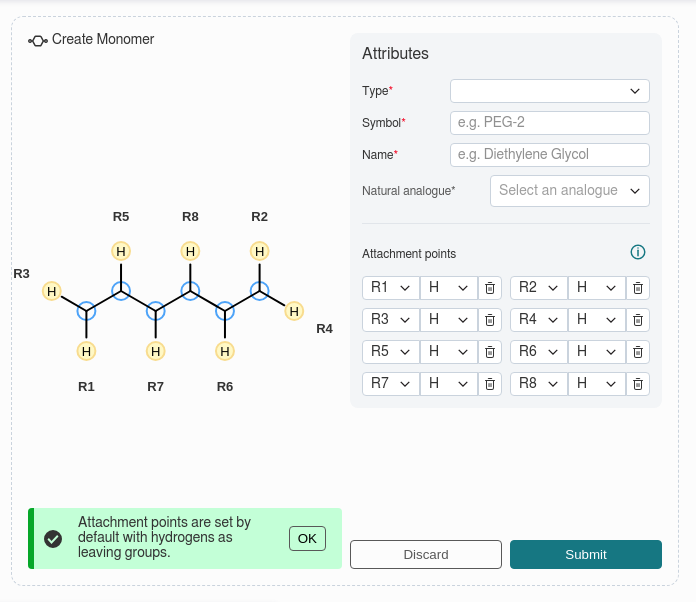 Create Monomer
R5 R8 R2
H H H
R3
H
H
R4
H H H
R1 R7 R6
Attachment points are set by
default with hydrogens as
leaving groups.
OK
Attributes
Type*
Symbol* e.g. PEG-2
Name* e.g. Diethylene Glycol
Natural analogue* Select an analogue
Attachment points
R1 H R2 H
R3 H R4 H
R5 H R6 H
R7 H R8 H
Discard Submit